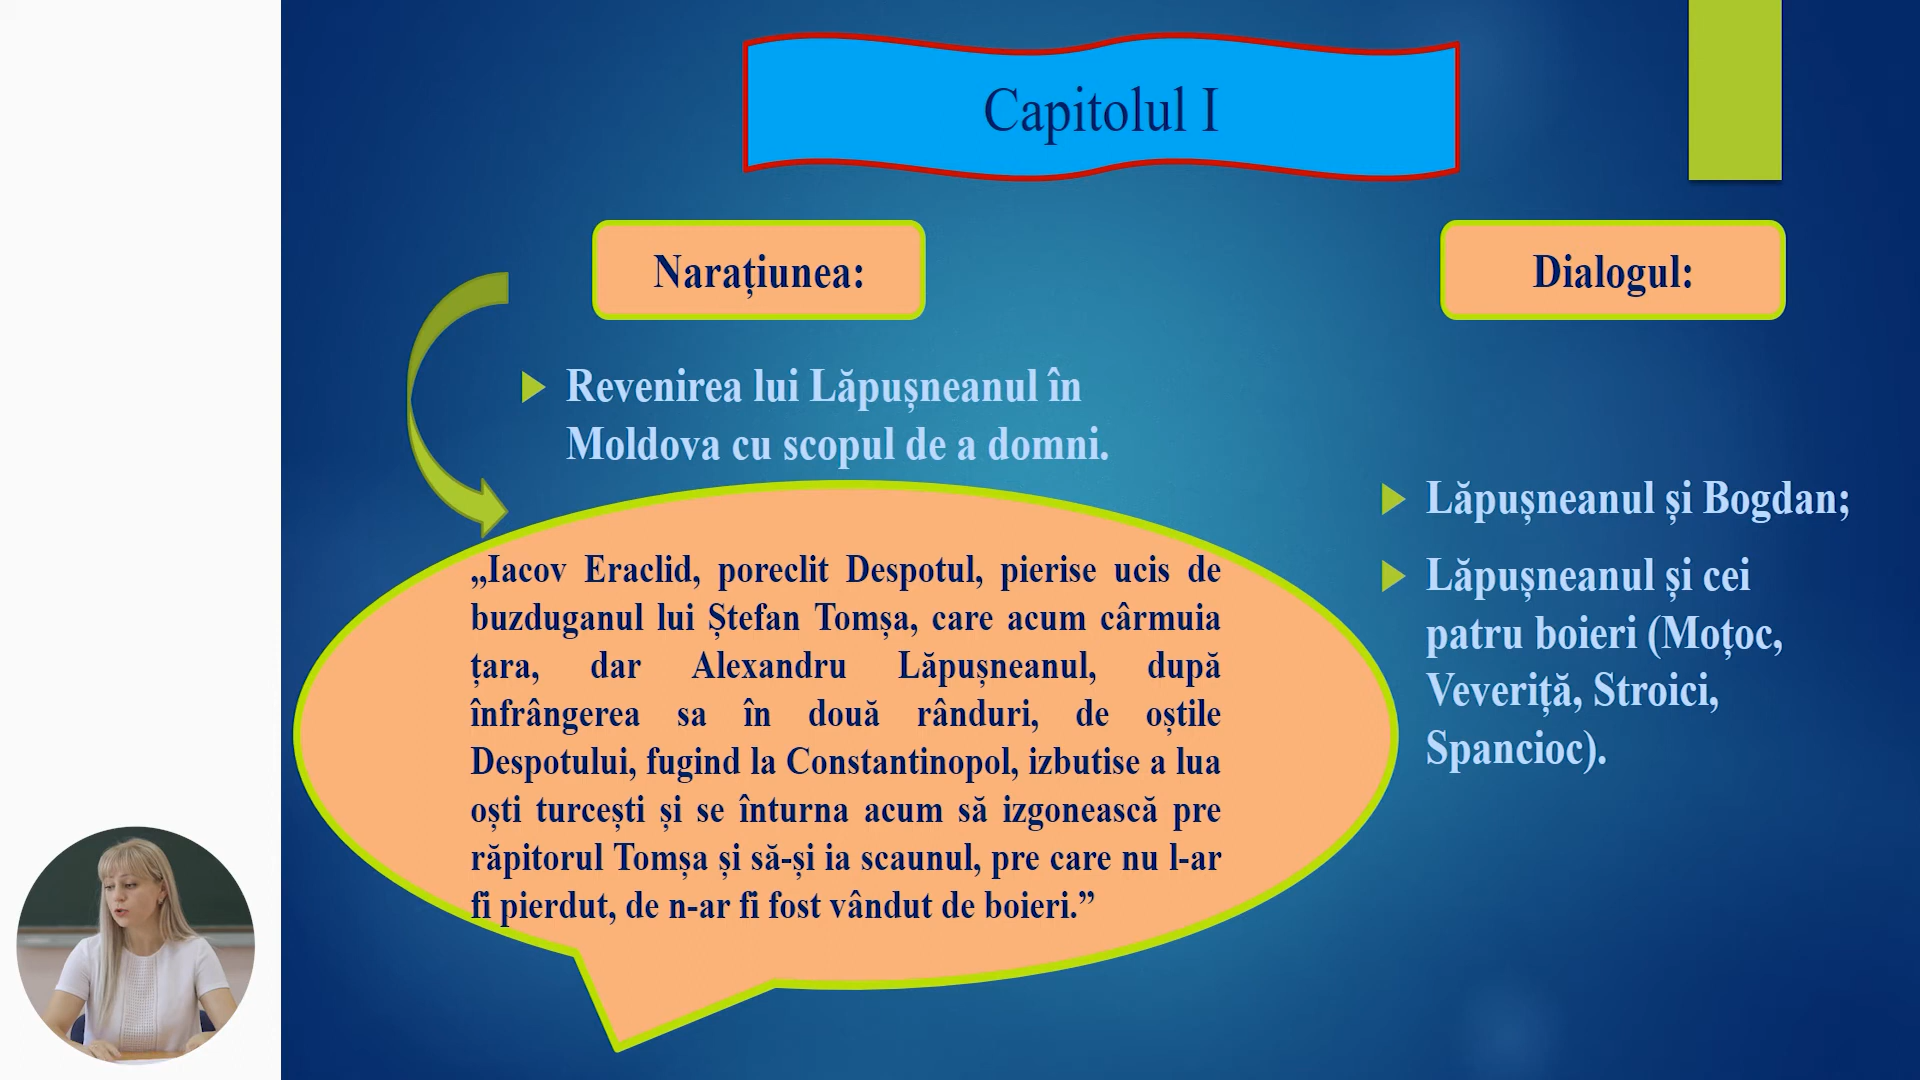 Capitolul I
Narațiunea:
Revenirea lui Lăpușneanul în
Moldova cu scopul de a domni.
„Iacov Eraclid, poreclit Despotul, pierise ucis de
buzduganul lui Ștefan Tomșa, care acum cârmuia
țara, dar Alexandru Lăpușneanul, după
înfrângerea sa în două rânduri, de oștile
Despotului, fugind la Constantinopol, izbutise a lua
oști turcești și se înturna acum să izgonească pre
răpitorul Tomșa și să-și ia scaunul, pre care nu l-ar
fi pierdut, de n-ar fi fost vândut de boieri.”
Dialogul:
Lăpușneanul și Bogdan;
Lăpușneanul și cei
patru boieri (Moțoc,
Veveriță, Stroici,
Spancioc).